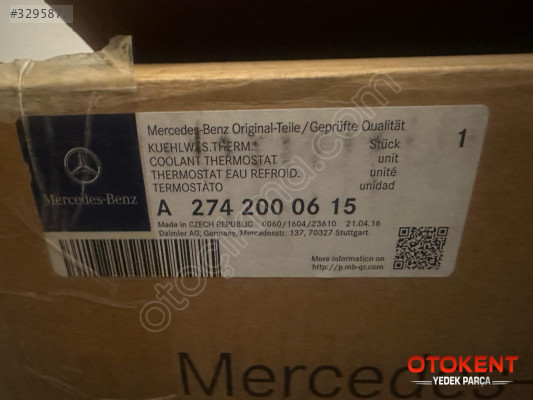 #329587
Mercedes-Benz Original-Teile/Geprüfte Qualität
KUEHLWAS.THERM.
Stück
1
COOLANT THERMOSTAT
unit
THERMOSTAT EAU REFROID.
unité
TERMOSTATO
unidad
Mercedes-Benz
A 274 200 06 15
Made in CZECH REPUBLIC 0060/1604/23610 21.04.16
Daimler AG, Germany, Mercedesstr. 137, 70327 Stuttgart
More information on
http://p.mb-qr.com
Mercedes-
OTOKENT
YEDEK PARÇA